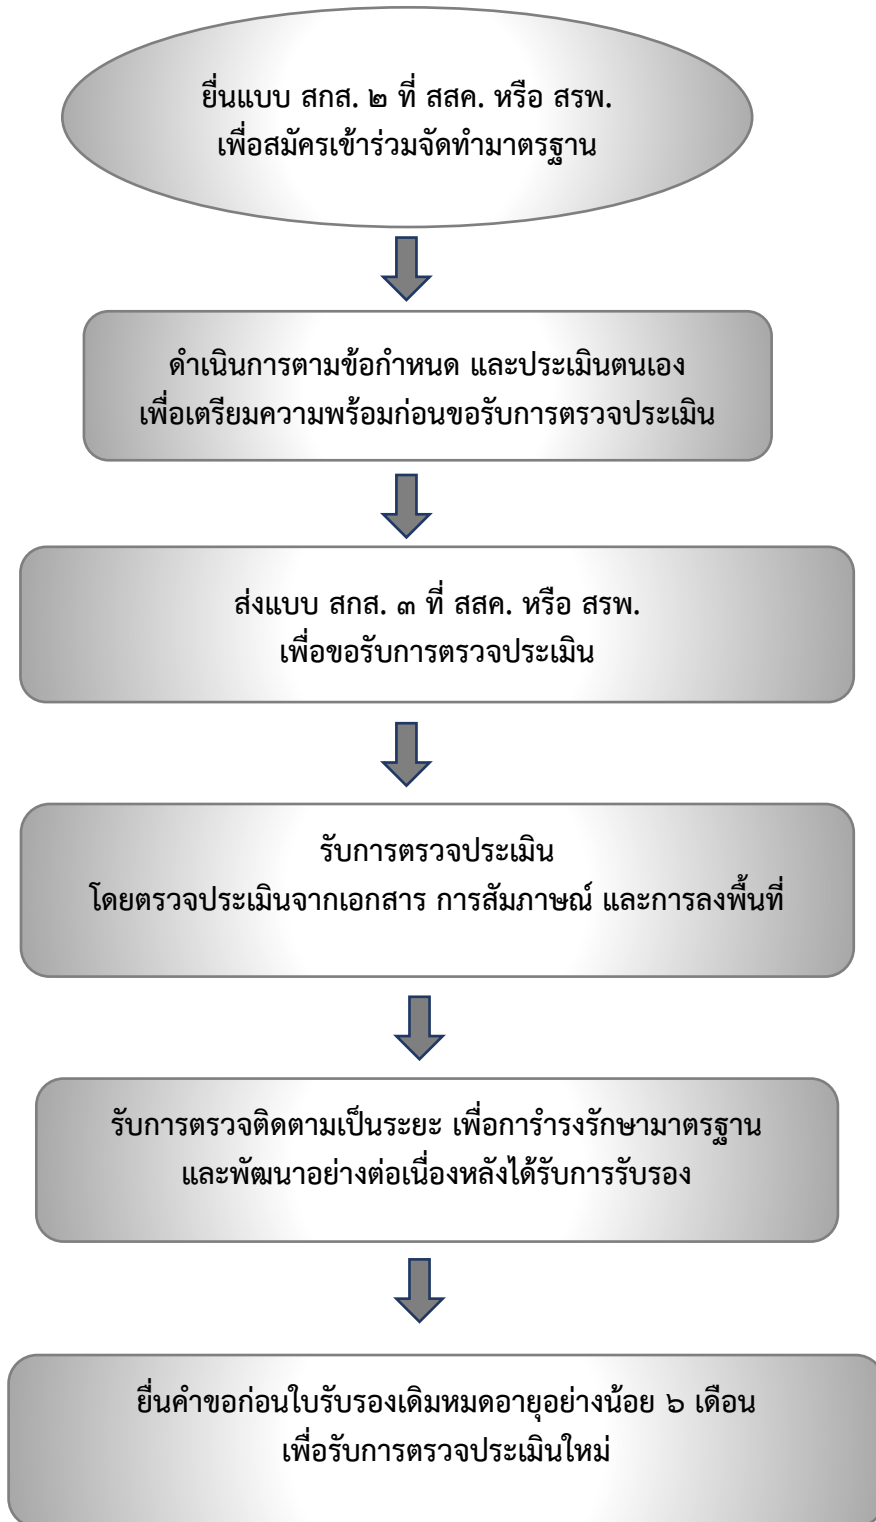 ยื่นแบบ สกส. ๒ ที่ สสค. หรือ สรพ.
เพื่อสมัครเข้าร่วมจัดทำมาตรฐาน
ดำเนินการตามข้อกำหนด และประเมินตนเอง
เพื่อเตรียมความพร้อมก่อนขอรับการตรวจประเมิน
ส่งแบบ สกส. ๓ ที่ สสค. หรือ สรพ.
เพื่อขอรับการตรวจประเมิน
รับการตรวจประเมิน
โดยตรวจประเมินจากเอกสาร การสัมภาษณ์ และการลงพื้นที่
รับการตรวจติดตามเป็นระยะ เพื่อการำรงรักษามาตรฐาน
และพัฒนาอย่างต่อเนื่องหลังได้รับการรับรอง
ยื่นคำขอก่อนใบรับรองเดิมหมดอายุอย่างน้อย ๖ เดือน
เพื่อรับการตรวจประเมินใหม่